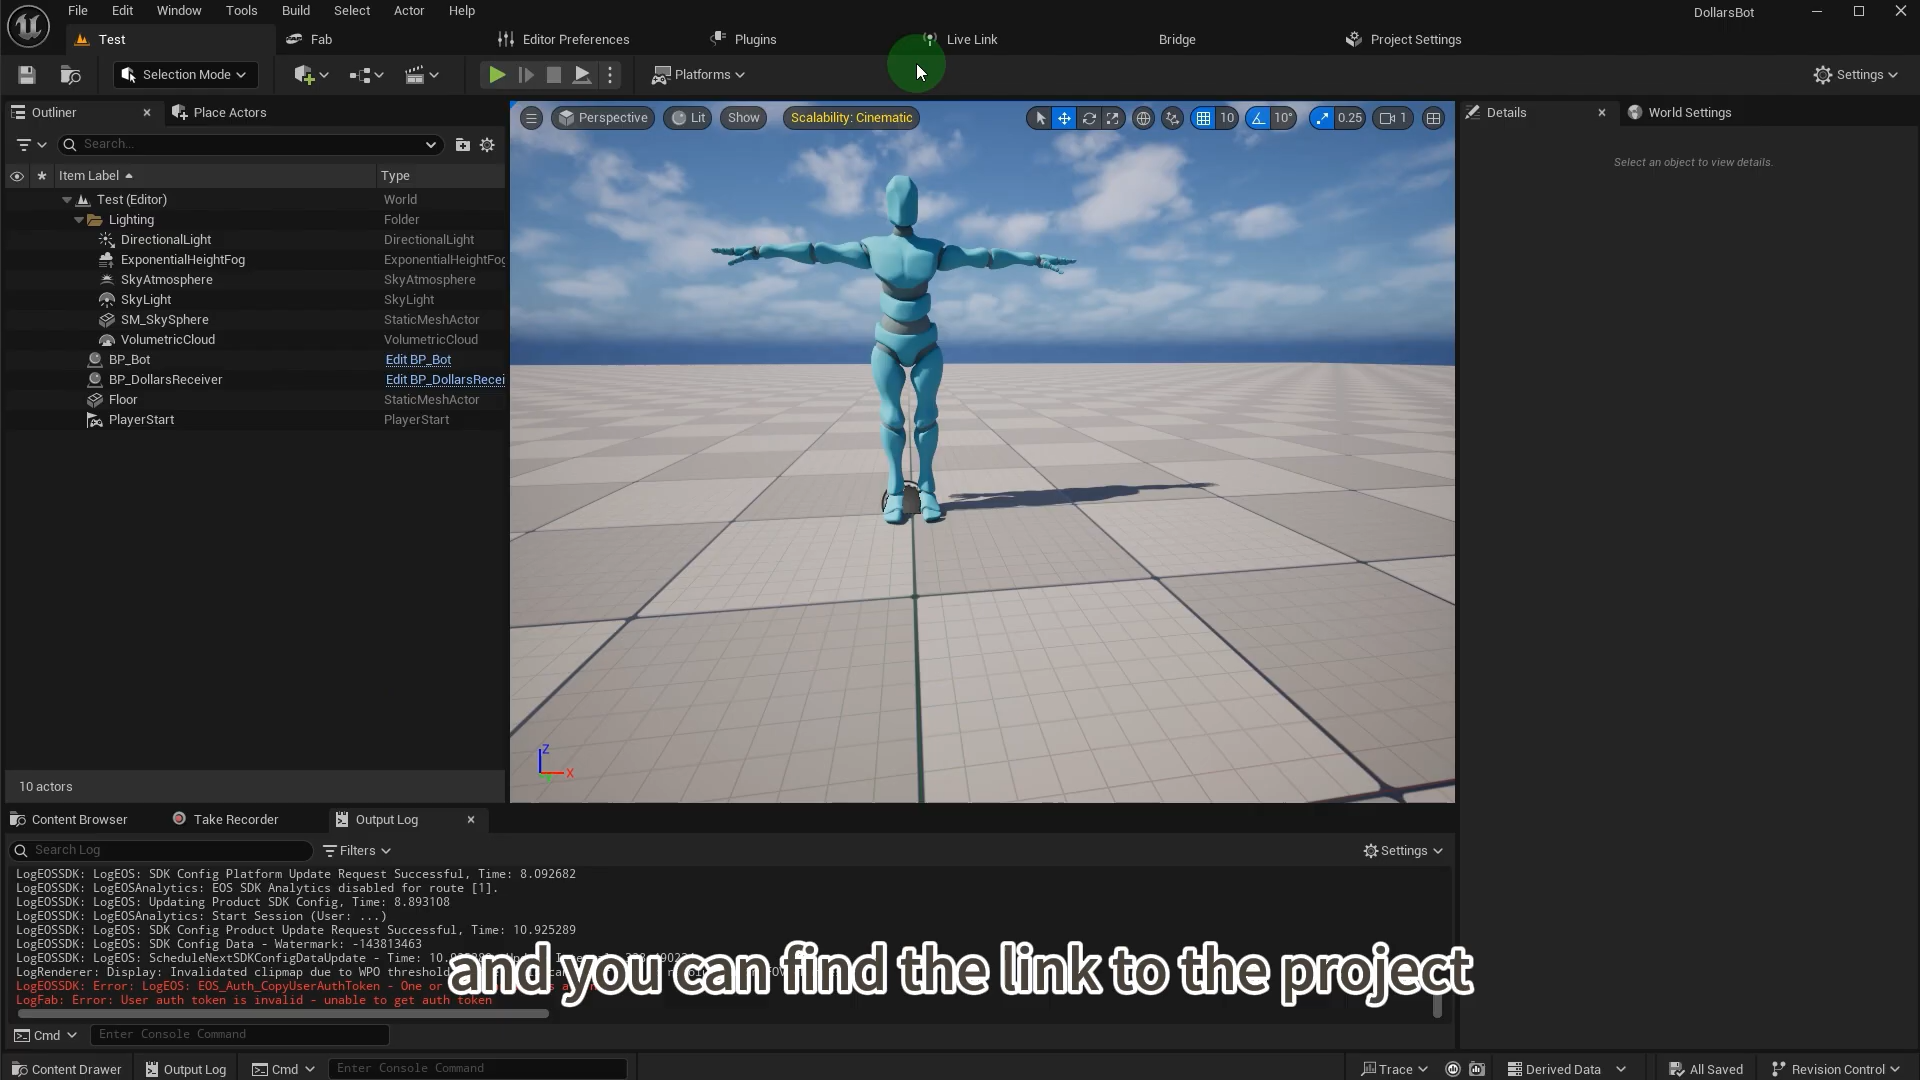 File Edit Window Tools Build Select Actor Help
DollarsBot
Test Fab Editor Preferences Plugins Live Link Bridge Project Settings
Selection Mode Platforms Settings
Outliner Place Actors
Search...
Item Label Type
Test (Editor) World
Lighting Folder
DirectionalLight DirectionalLight
ExponentialHeightFog ExponentialHeightFog
SkyAtmosphere SkyAtmosphere
SkyLight SkyLight
SM_SkySphere StaticMeshActor
VolumetricCloud VolumetricCloud
BP_Bot Edit BP_Bot
BP_DollarsReceiver Edit BP_DollarsRecei
Floor StaticMeshActor
PlayerStart PlayerStart
10 actors
Perspective Lit Show Scalability: Cinematic
10 10° 0.25 1
Z
X
Details World Settings
Select an object to view details.
Content Browser Take Recorder Output Log
Search Log Filters Settings
LogEOSSDK: LogEOS: SDK Config Platform Update Request Successful, Time: 8.092682
LogEOSSDK: LogEOSAnalytics: EOS SDK Analytics disabled for route [1].
LogEOSSDK: LogEOS: Updating Product SDK Config, Time: 8.893108
LogEOSSDK: LogEOSAnalytics: Start Session (User: ...)
LogEOSSDK: LogEOS: SDK Config Product Update Request Successful, Time: 10.925289
LogEOSSDK: LogEOS: SDK Config Data - Watermark: -143813463
LogEOSSDK: LogEOS: ScheduleNextSDKConfigDataUpdate - Time: 10.
LogRenderer: Display: Invalidated clipmap due to WPO threshold
LogEOSSDK: Error: LogEOS: EOS_Auth_CopyUserAuthToken - One or
LogFab: Error: User auth token is invalid - unable to get auth token
and you can find the link to the project
Cmd Enter Console Command
Content Drawer Output Log Cmd Enter Console Command
Trace Derived Data All Saved Revision Control